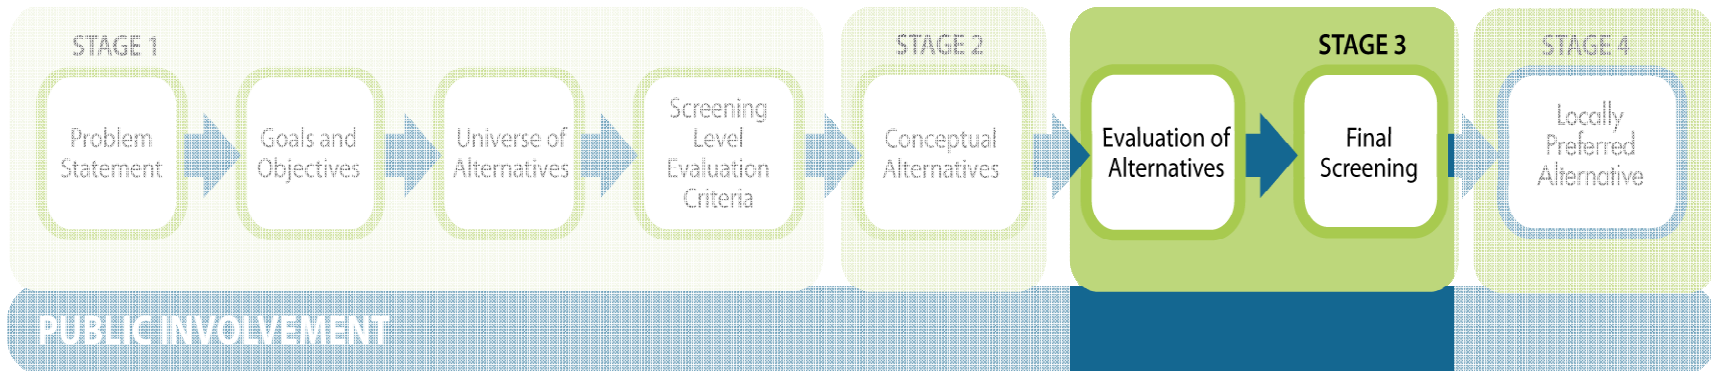 STAGE 1
Problem
Statement
Goals and
Objectives
Universe of
Alternatives
Screening
Level
Evaluation
Criteria
STAGE 2
Conceptual
Alternatives
STAGE 3
Evaluation of
Alternatives
Final
Screening
STAGE 4
Locally
Preferred
Alternative
PUBLIC INVOLVEMENT